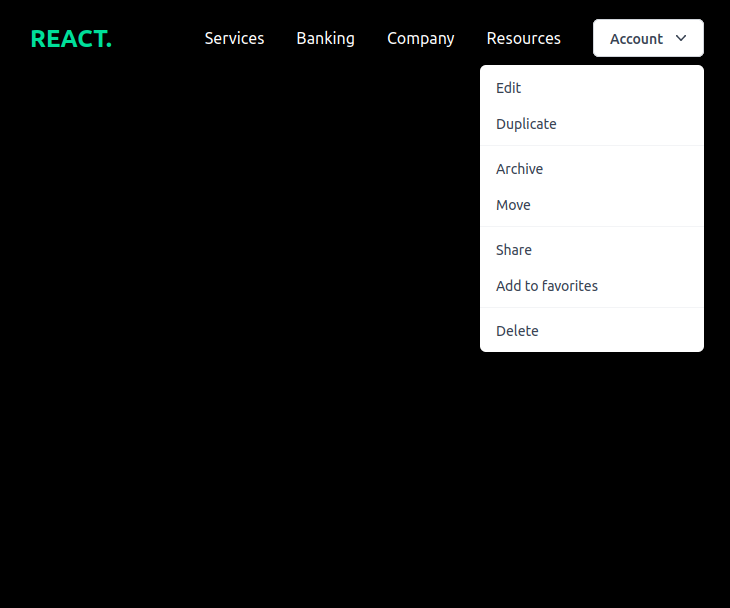 REACT.
Services Banking Company Resources Account
Edit
Duplicate
Archive
Move
Share
Add to favorites
Delete